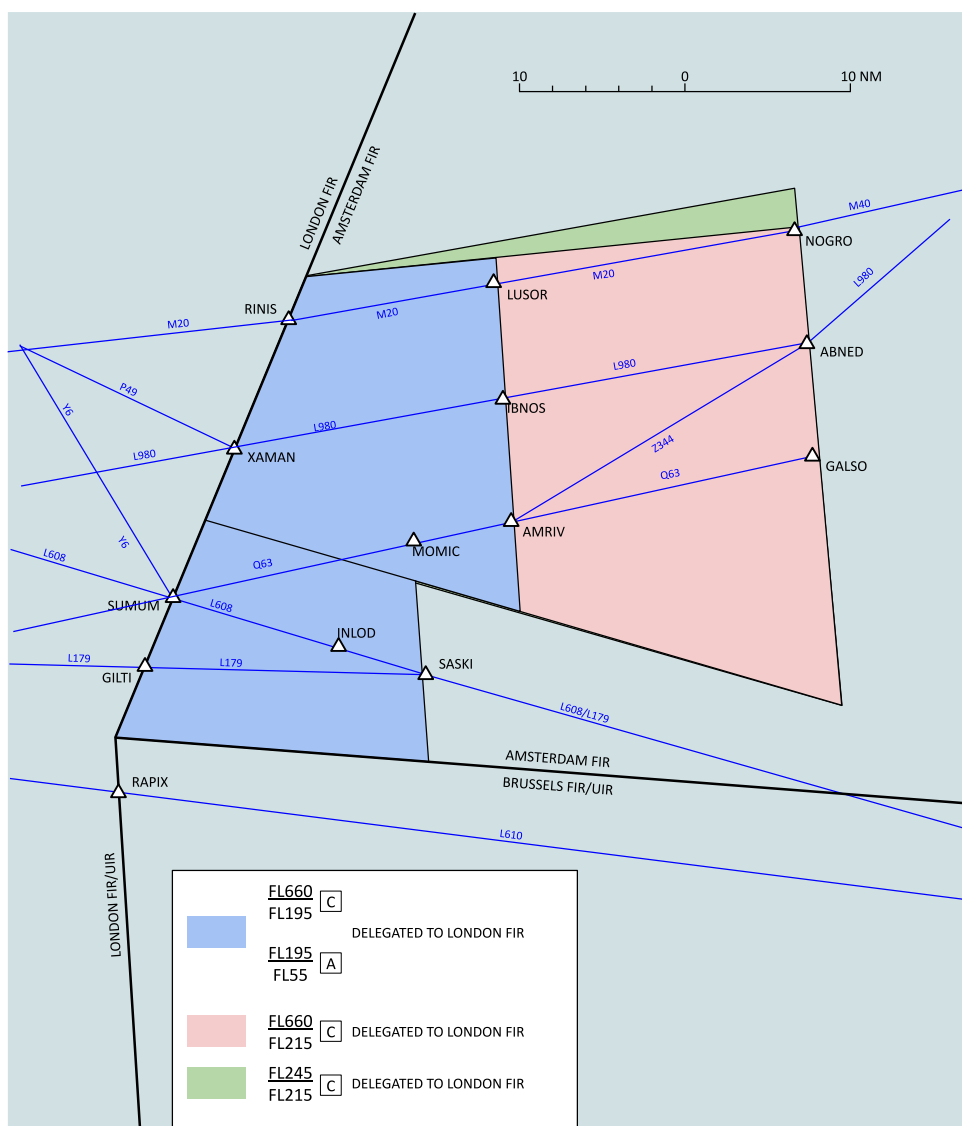 10 0 10 NM
LONDON FIR
AMSTERDAM FIR
M40
NOGRO
M20
LUSOR
RINIS
M20
M20
L980
ABNED
L980
P49
Y6
IBNOS
L980
L980
XAMAN
Z344
GALSO
Q63
AMRIV
MOMIC
Y6
L608
Q63
SUMUM
L608
INLOD
L179
L179
GILTI
SASKI
L608/L179
AMSTERDAM FIR
BRUSSELS FIR/UIR
RAPIX
L610
LONDON FIR/UIR
FL660
FL195
C
DELEGATED TO LONDON FIR
FL195
FL55
A
FL660
FL215
C
DELEGATED TO LONDON FIR
FL245
FL215
C
DELEGATED TO LONDON FIR